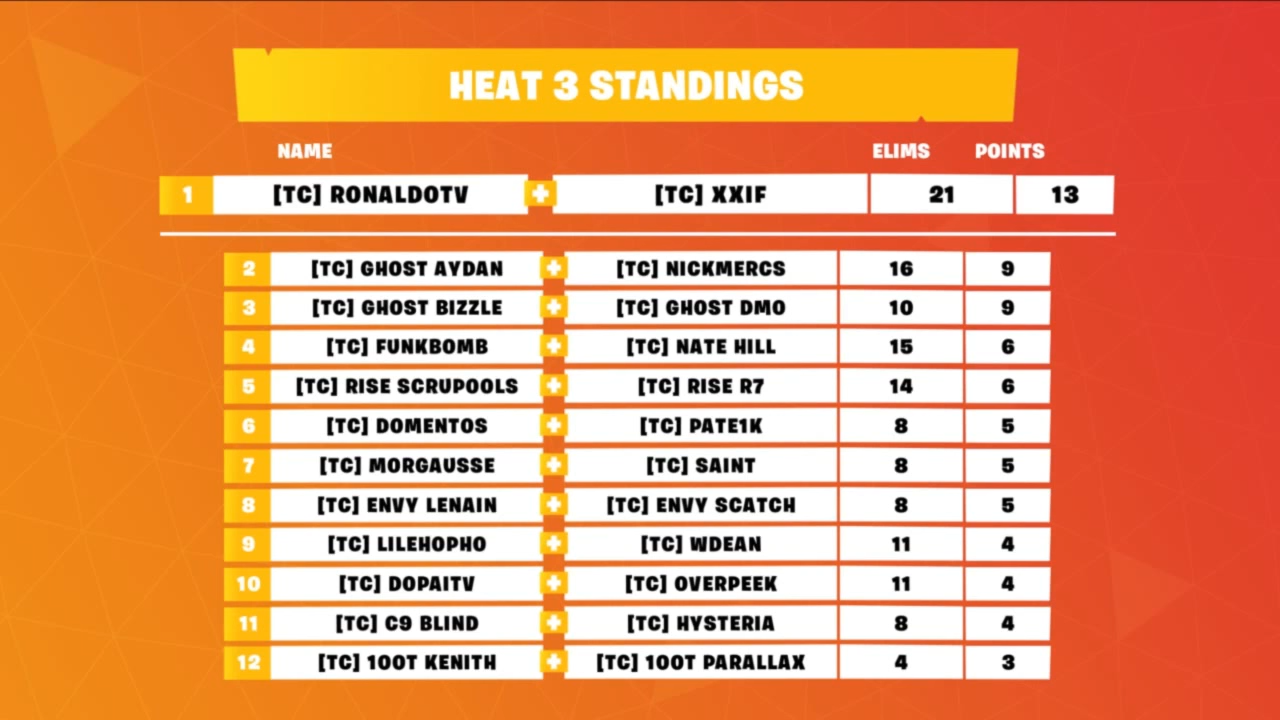 HEAT 3 STANDINGS
NAME ELIMS POINTS
1 [TC] RONALDOTV + [TC] XXIF 21 13
2 [TC] GHOST AYDAN + [TC] NICKMERCS 16 9
3 [TC] GHOST BIZZLE + [TC] GHOST DMO 10 9
4 [TC] FUNKBOMB + [TC] NATE HILL 15 6
5 [TC] RISE SCRUPOOLS + [TC] RISE R7 14 6
6 [TC] DOMENTOS + [TC] PATE1K 8 5
7 [TC] MORGAUSSE + [TC] SAINT 8 5
8 [TC] ENVY LENAIN + [TC] ENVY SCATCH 8 5
9 [TC] LILEHOPHO + [TC] WDEAN 11 4
10 [TC] DOPAITV + [TC] OVERPEEK 11 4
11 [TC] C9 BLIND + [TC] HYSTERIA 8 4
12 [TC] 100T KENITH + [TC] 100T PARALLAX 4 3